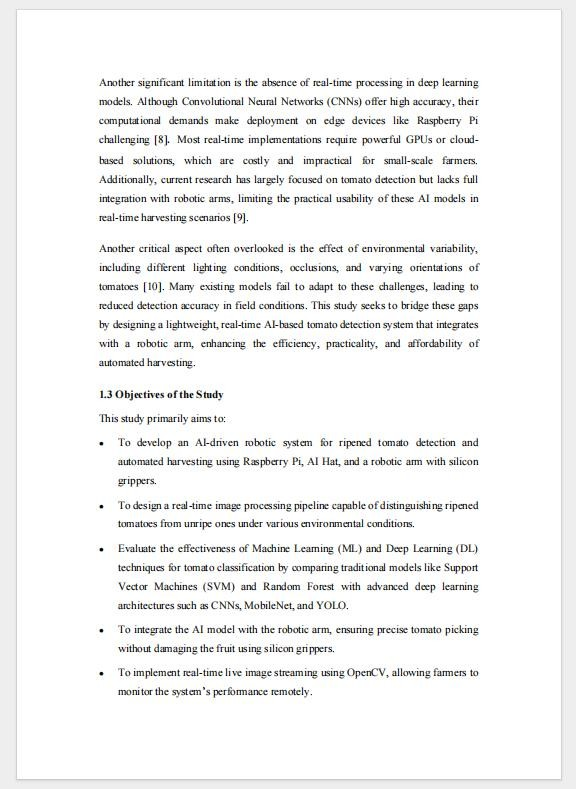 Another significant limitation is the absence of real-time processing in deep learning
models. Although Convolutional Neural Networks (CNNs) offer high accuracy, their
computational demands make deployment on edge devices like Raspberry Pi
challenging [8]. Most real-time implementations require powerful GPUs or cloud-
based solutions, which are costly and impractical for small-scale farmers.
Additionally, current research has largely focused on tomato detection but lacks full
integration with robotic arms, limiting the practical usability of these AI models in
real-time harvesting scenarios [9].
Another critical aspect often overlooked is the effect of environmental variability,
including different lighting conditions, occlusions, and varying orientations of
tomatoes [10]. Many existing models fail to adapt to these challenges, leading to
reduced detection accuracy in field conditions. This study seeks to bridge these gaps
by designing a lightweight, real-time AI-based tomato detection system that integrates
with a robotic arm, enhancing the efficiency, practicality, and affordability of
automated harvesting.
1.3 Objectives of the Study
This study primarily aims to:
• To develop an AI-driven robotic system for ripened tomato detection and
automated harvesting using Raspberry Pi, AI Hat, and a robotic arm with silicon
grippers.
• To design a real-time image processing pipeline capable of distinguishing ripened
tomatoes from unripe ones under various environmental conditions.
• Evaluate the effectiveness of Machine Learning (ML) and Deep Learning (DL)
techniques for tomato classification by comparing traditional models like Support
Vector Machines (SVM) and Random Forest with advanced deep learning
architectures such as CNNs, MobileNet, and YOLO.
• To integrate the AI model with the robotic arm, ensuring precise tomato picking
without damaging the fruit using silicon grippers.
• To implement real-time live image streaming using OpenCV, allowing farmers to
monitor the system’s performance remotely.